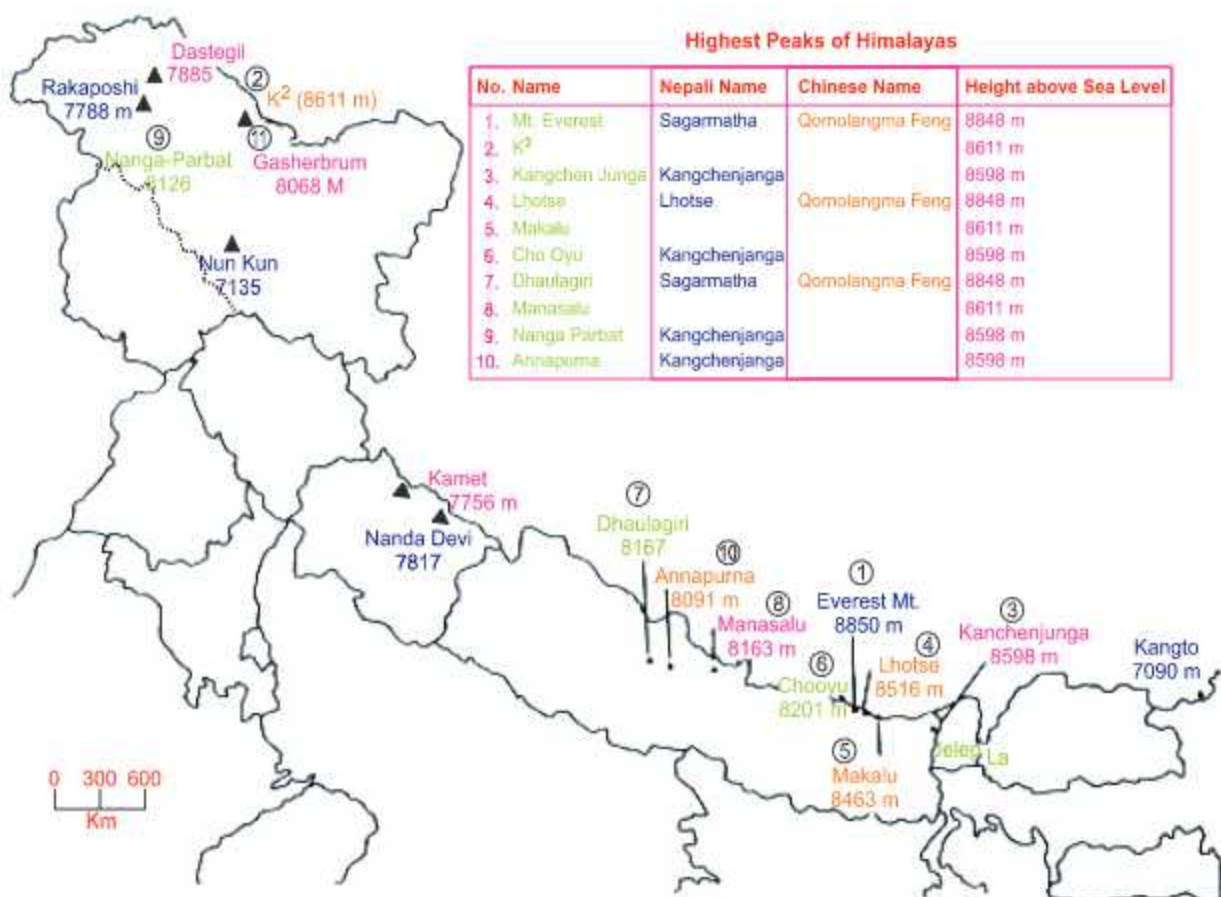 Highest Peaks of Himalayas
No. Name Nepali Name Chinese Name Height above Sea Level
1. Mt. Everest Sagarmatha Qomolangma Feng 8848 m
2. K² 8611 m
3. Kangchen Junga Kangchenjanga 8598 m
4. Lhotse Lhotse Qomolangma Feng 8848 m
5. Makalu 8611 m
6. Cho Oyu Kangchenjanga 8598 m
7. Dhaulagiri Sagarmatha Qomolangma Feng 8848 m
8. Manasalu 8611 m
9. Nanga Parbat Kangchenjanga 8598 m
10. Annapurna Kangchenjanga 8598 m
Dastegil
7885
Rakaposhi
7788 m
②
K² (8611 m)
⑨
Nanga-Parbat
8126
⑪
Gasherbrum
8068 M
Nun Kun
7135
Kamet
7756 m
Nanda Devi
7817
⑦
Dhaulagiri
8167
⑩
Annapurna
8091 m
⑧
Manasalu
8163 m
①
Everest Mt.
8850 m
③
Kanchenjunga
8598 m
④
Lhotse
8516 m
⑥
Chooyu
8201 m
⑤
Makalu
8463 m
Kangto
7090 m
Jelep La
0 300 600
Km